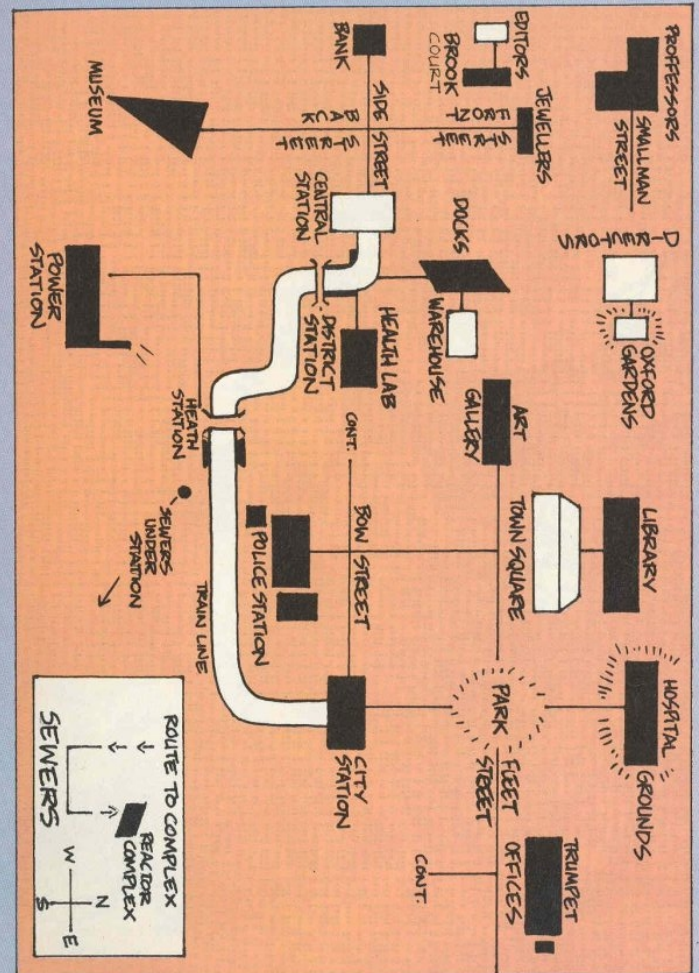 PROFFESSORS
SMALLMAN
STREET
DIRECTORS
OXFORD
GARDENS
LIBRARY
HOSPITAL
GROUNDS
TRUMPET
OFFICES
EDITORS
BROOK
COURT
JEWELLERS
FRONT
STREET
DOCKS
WAREHOUSE
ART
GALLERY
TOWN SQUARE
PARK
FLEET
STREET
CONT.
BANK
SIDE STREET
BACK
STREET
CENTRAL
STATION
DISTRICT
STATION
HEALTH LAB
CONT.
BOW STREET
POLICE STATION
CITY
STATION
MUSEUM
POWER
STATION
HEATH
STATION
SEWERS
UNDER
STATION
TRAIN LINE
ROUTE TO COMPLEX
REACTOR
COMPLEX
SEWERS
N
W
E
S